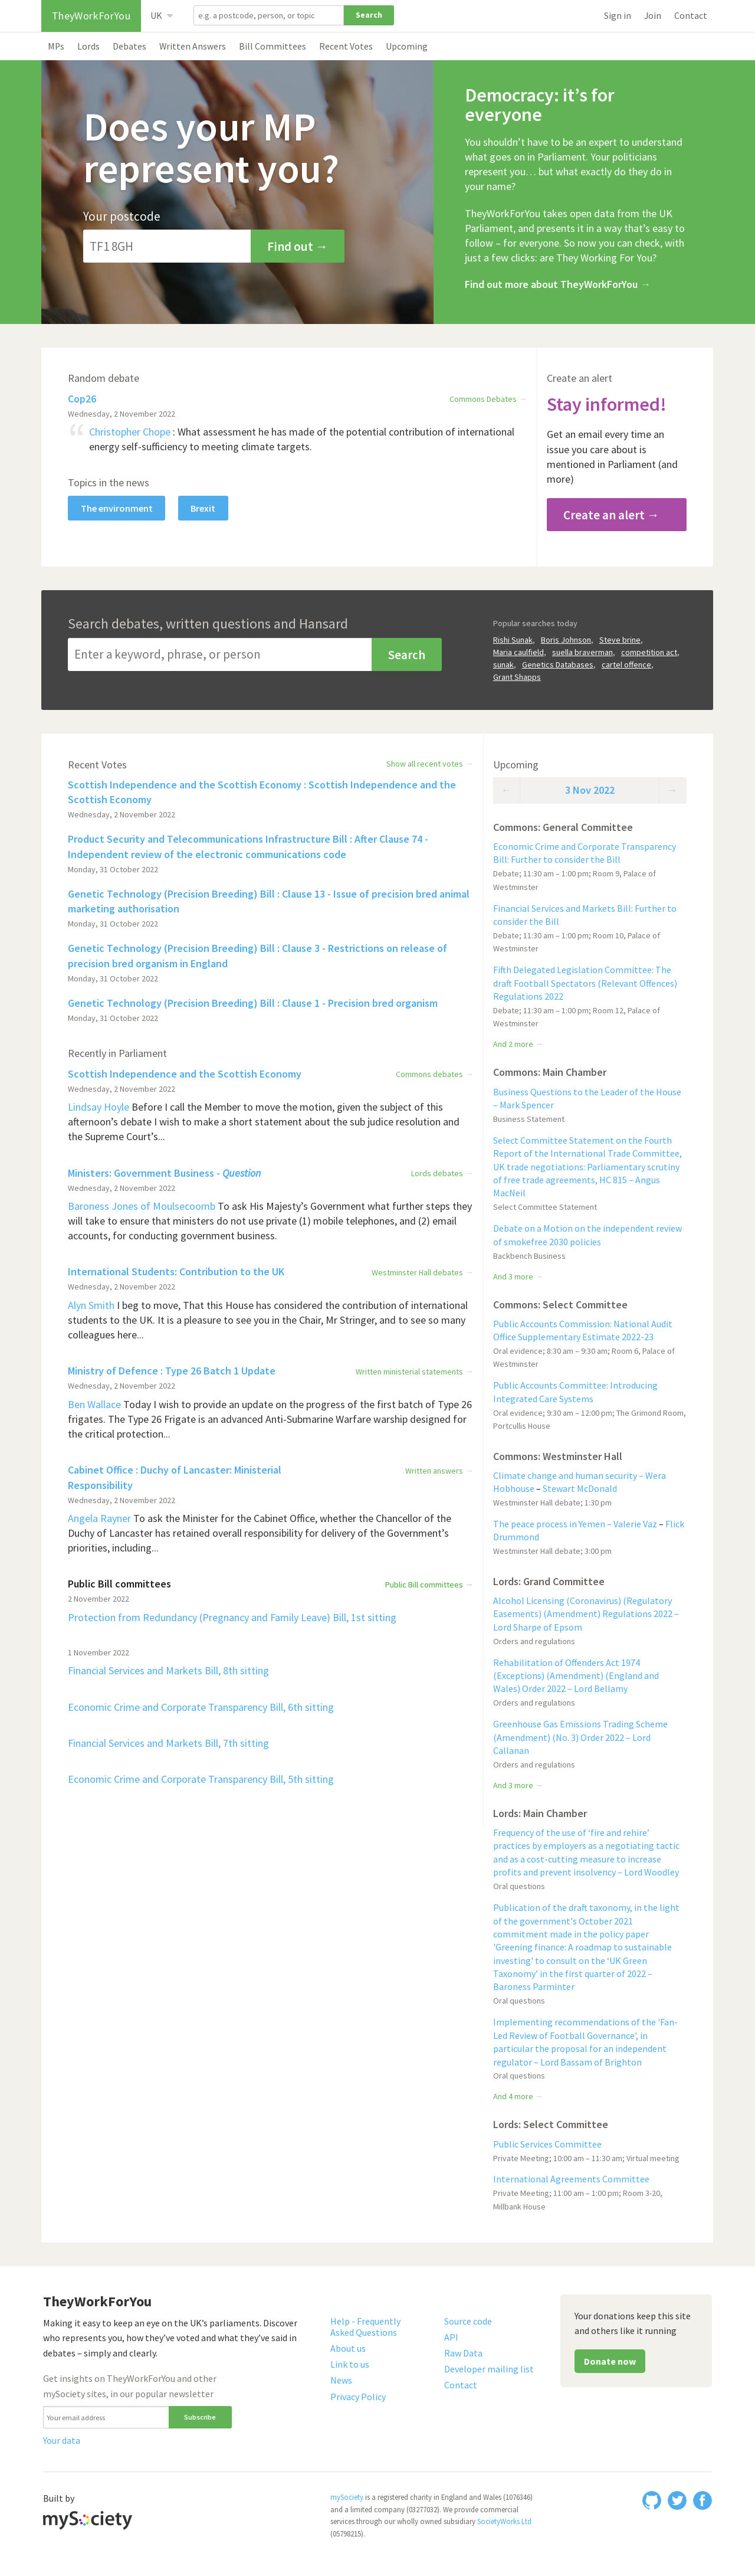 TheyWorkForYou
UK
e.g. a postcode, person, or topic
Search
Sign in
Join
Contact
MPs
Lords
Debates
Written Answers
Bill Committees
Recent Votes
Upcoming
Does your MP
represent you?
Your postcode
TF1 8GH
Find out →
Democracy: it’s for
everyone
You shouldn’t have to be an expert to understand
what goes on in Parliament. Your politicians
represent you… but what exactly do they do in
your name?
TheyWorkForYou takes open data from the UK
Parliament, and presents it in a way that’s easy to
follow – for everyone. So now you can check, with
just a few clicks: are They Working For You?
Find out more about TheyWorkForYou →
Random debate
Cop26
Commons Debates →
Wednesday, 2 November 2022
“
Christopher Chope : What assessment he has made of the potential contribution of international
energy self-sufficiency to meeting climate targets.
Topics in the news
The environment
Brexit
Create an alert
Stay informed!
Get an email every time an
issue you care about is
mentioned in Parliament (and
more)
Create an alert →
Search debates, written questions and Hansard
Enter a keyword, phrase, or person
Search
Popular searches today
Rishi Sunak, Boris Johnson, Steve brine,
Maria caulfield, suella braverman, competition act,
sunak, Genetics Databases, cartel offence,
Grant Shapps
Recent Votes
Show all recent votes →
Scottish Independence and the Scottish Economy : Scottish Independence and the
Scottish Economy
Wednesday, 2 November 2022
Product Security and Telecommunications Infrastructure Bill : After Clause 74 -
Independent review of the electronic communications code
Monday, 31 October 2022
Genetic Technology (Precision Breeding) Bill : Clause 13 - Issue of precision bred animal
marketing authorisation
Monday, 31 October 2022
Genetic Technology (Precision Breeding) Bill : Clause 3 - Restrictions on release of
precision bred organism in England
Monday, 31 October 2022
Genetic Technology (Precision Breeding) Bill : Clause 1 - Precision bred organism
Monday, 31 October 2022
Recently in Parliament
Scottish Independence and the Scottish Economy
Commons debates →
Wednesday, 2 November 2022
Lindsay Hoyle Before I call the Member to move the motion, given the subject of this
afternoon’s debate I wish to make a short statement about the sub judice resolution and
the Supreme Court’s...
Ministers: Government Business - Question
Lords debates →
Wednesday, 2 November 2022
Baroness Jones of Moulsecoomb To ask His Majesty’s Government what further steps they
will take to ensure that ministers do not use private (1) mobile telephones, and (2) email
accounts, for conducting government business.
International Students: Contribution to the UK
Westminster Hall debates →
Wednesday, 2 November 2022
Alyn Smith I beg to move, That this House has considered the contribution of international
students to the UK. It is a pleasure to see you in the Chair, Mr Stringer, and to see so many
colleagues here...
Ministry of Defence : Type 26 Batch 1 Update
Written ministerial statements →
Wednesday, 2 November 2022
Ben Wallace Today I wish to provide an update on the progress of the first batch of Type 26
frigates. The Type 26 Frigate is an advanced Anti-Submarine Warfare warship designed for
the critical protection...
Cabinet Office : Duchy of Lancaster: Ministerial
Responsibility
Written answers →
Wednesday, 2 November 2022
Angela Rayner To ask the Minister for the Cabinet Office, whether the Chancellor of the
Duchy of Lancaster has retained overall responsibility for delivery of the Government’s
priorities, including...
Public Bill committees
Public Bill committees →
2 November 2022
Protection from Redundancy (Pregnancy and Family Leave) Bill, 1st sitting
1 November 2022
Financial Services and Markets Bill, 8th sitting
Economic Crime and Corporate Transparency Bill, 6th sitting
Financial Services and Markets Bill, 7th sitting
Economic Crime and Corporate Transparency Bill, 5th sitting
Upcoming
← 3 Nov 2022 →
Commons: General Committee
Economic Crime and Corporate Transparency
Bill: Further to consider the Bill
Debate; 11:30 am – 1:00 pm; Room 9, Palace of
Westminster
Financial Services and Markets Bill: Further to
consider the Bill
Debate; 11:30 am – 1:00 pm; Room 10, Palace of
Westminster
Fifth Delegated Legislation Committee: The
draft Football Spectators (Relevant Offences)
Regulations 2022
Debate; 11:30 am – 1:00 pm; Room 12, Palace of
Westminster
And 2 more →
Commons: Main Chamber
Business Questions to the Leader of the House
– Mark Spencer
Business Statement
Select Committee Statement on the Fourth
Report of the International Trade Committee,
UK trade negotiations: Parliamentary scrutiny
of free trade agreements, HC 815 – Angus
MacNeil
Select Committee Statement
Debate on a Motion on the independent review
of smokefree 2030 policies
Backbench Business
And 3 more →
Commons: Select Committee
Public Accounts Commission: National Audit
Office Supplementary Estimate 2022-23
Oral evidence; 8:30 am – 9:30 am; Room 6, Palace of
Westminster
Public Accounts Committee: Introducing
Integrated Care Systems
Oral evidence; 9:30 am – 12:00 pm; The Grimond Room,
Portcullis House
Commons: Westminster Hall
Climate change and human security – Wera
Hobhouse – Stewart McDonald
Westminster Hall debate; 1:30 pm
The peace process in Yemen – Valerie Vaz – Flick
Drummond
Westminster Hall debate; 3:00 pm
Lords: Grand Committee
Alcohol Licensing (Coronavirus) (Regulatory
Easements) (Amendment) Regulations 2022 –
Lord Sharpe of Epsom
Orders and regulations
Rehabilitation of Offenders Act 1974
(Exceptions) (Amendment) (England and
Wales) Order 2022 – Lord Bellamy
Orders and regulations
Greenhouse Gas Emissions Trading Scheme
(Amendment) (No. 3) Order 2022 – Lord
Callanan
Orders and regulations
And 3 more →
Lords: Main Chamber
Frequency of the use of ‘fire and rehire’
practices by employers as a negotiating tactic
and as a cost-cutting measure to increase
profits and prevent insolvency – Lord Woodley
Oral questions
Publication of the draft taxonomy, in the light
of the government's October 2021
commitment made in the policy paper
'Greening finance: A roadmap to sustainable
investing' to consult on the ‘UK Green
Taxonomy’ in the first quarter of 2022 –
Baroness Parminter
Oral questions
Implementing recommendations of the 'Fan-
Led Review of Football Governance', in
particular the proposal for an independent
regulator – Lord Bassam of Brighton
Oral questions
And 4 more →
Lords: Select Committee
Public Services Committee
Private Meeting; 10:00 am – 11:30 am; Virtual meeting
International Agreements Committee
Private Meeting; 11:00 am – 1:00 pm; Room 3-20,
Millbank House
TheyWorkForYou
Making it easy to keep an eye on the UK’s parliaments. Discover
who represents you, how they’ve voted and what they’ve said in
debates – simply and clearly.
Get insights on TheyWorkForYou and other
mySociety sites, in our popular newsletter
Your email address
Subscribe
Your data
Help - Frequently
Asked Questions
About us
Link to us
News
Privacy Policy
Source code
API
Raw Data
Developer mailing list
Contact
Your donations keep this site
and others like it running
Donate now
Built by
mySociety
mySociety is a registered charity in England and Wales (1076346)
and a limited company (03277032). We provide commercial
services through our wholly owned subsidiary SocietyWorks Ltd
(05798215).